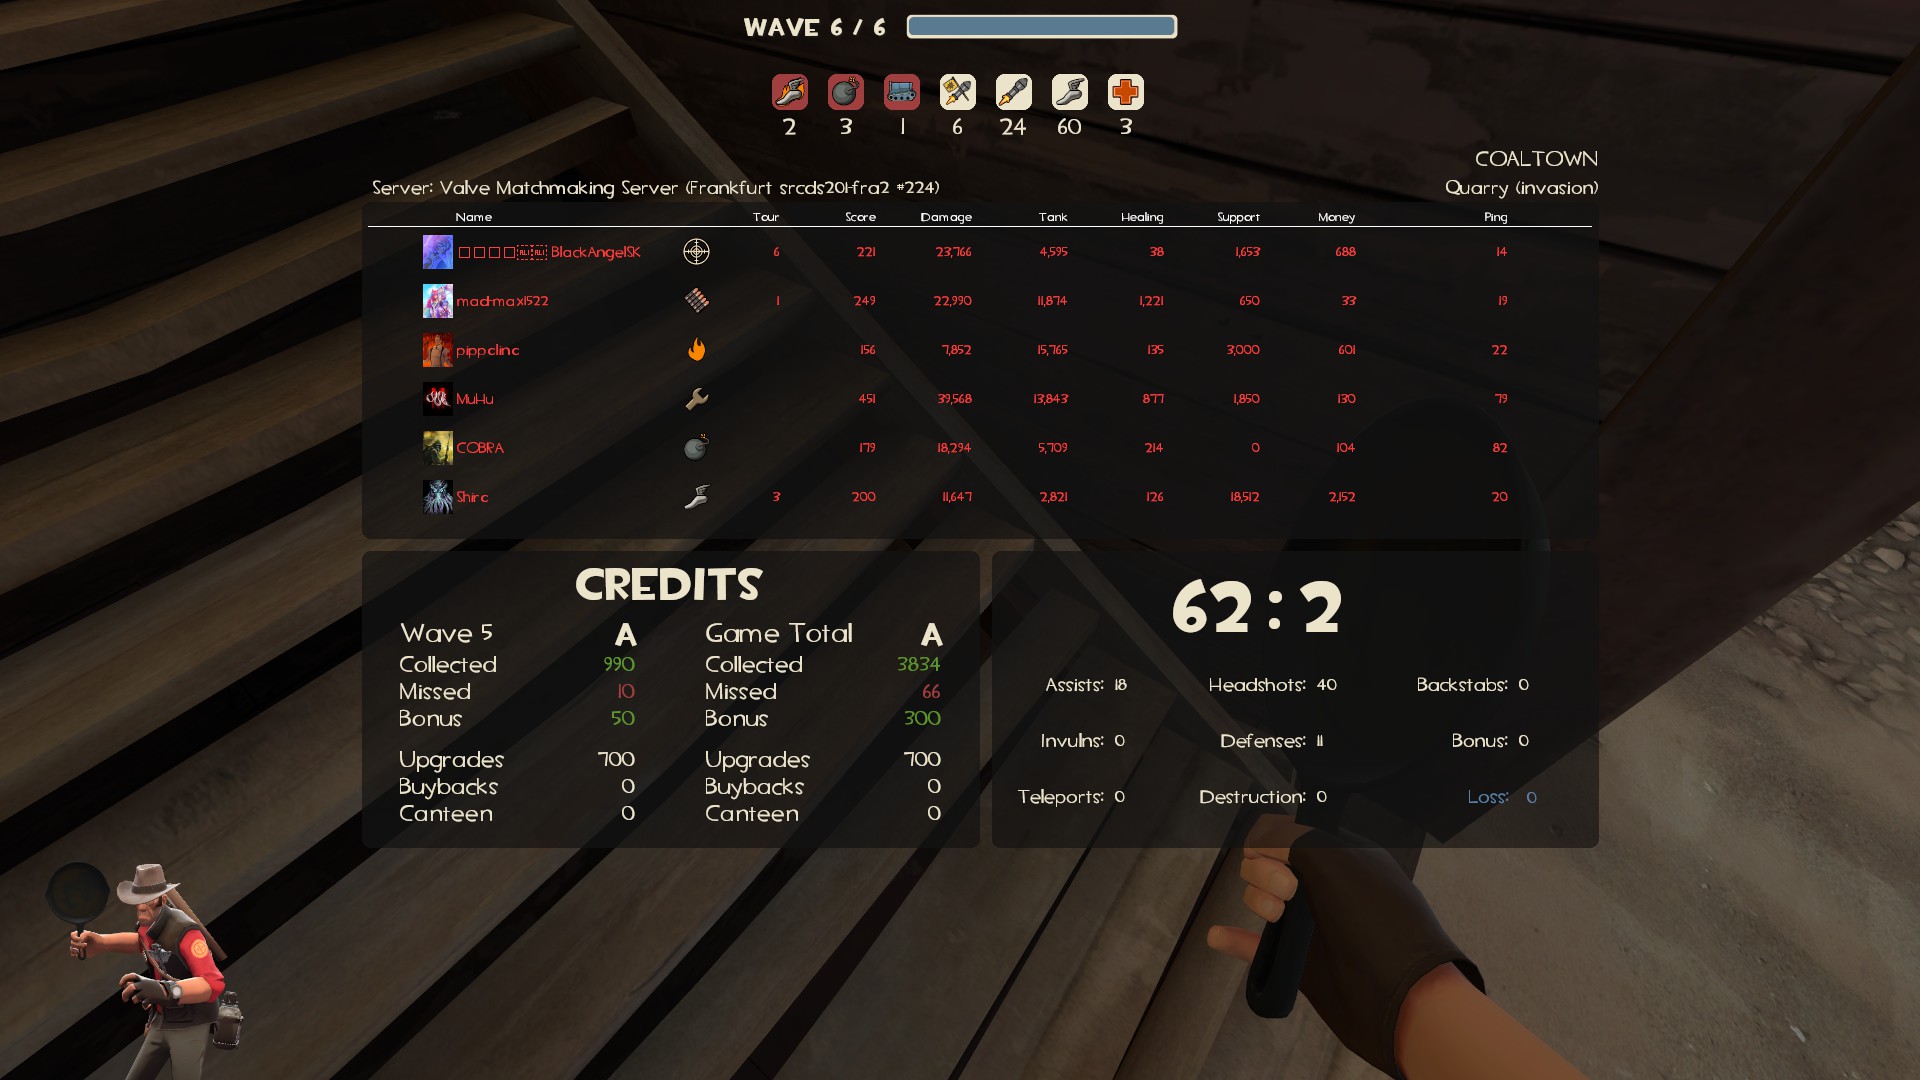 WAVE 6 / 6
2 3 1 6 24 60 3
COALTOWN
Server: Valve Matchmaking Server (Frankfurt srcds201-fra2 #224) Quarry (invasion)
Name Tour Score Damage Tank Healing Support Money Ping
BlackAngelSK 6 221 23,766 4,595 38 1,653 688 14
mad-max1522 1 249 22,990 11,874 1,221 650 33 19
pippolino 156 7,852 15,765 135 3,000 601 22
MuHu 451 39,568 13,843 877 1,850 130 79
COBRA 179 18,294 5,709 214 0 104 82
Shiro 3 200 11,647 2,821 126 18,512 2,152 20
CREDITS
Wave 5 A Game Total A
Collected 990 Collected 3834
Missed 10 Missed 66
Bonus 50 Bonus 300
Upgrades 700 Upgrades 700
Buybacks 0 Buybacks 0
Canteen 0 Canteen 0
62 : 2
Assists: 18 Headshots: 40 Backstabs: 0
Invulns: 0 Defenses: 11 Bonus: 0
Teleports: 0 Destruction: 0 Loss: 0